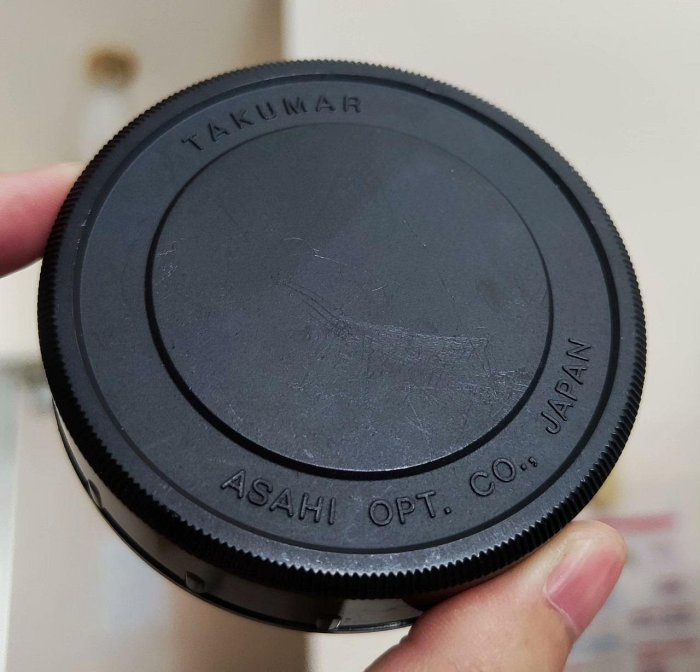 TAKUMAR
ASAHI OPT. CO., JAPAN